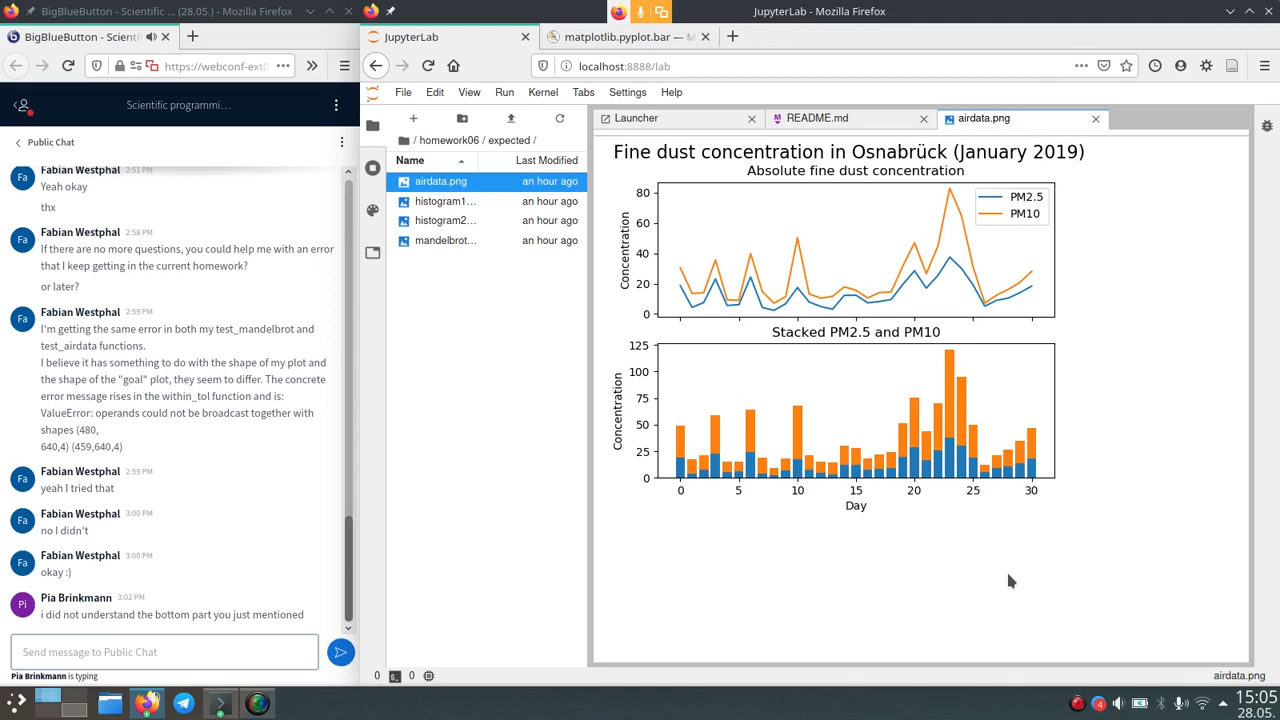 BigBlueButton - Scientific ... (28.05.) - Mozilla Firefox
JupyterLab - Mozilla Firefox
BigBlueButton - Scienti
JupyterLab
matplotlib.pyplot.bar — M
https://webconf-ext0
localhost:8888/lab
Scientific programmi...
File Edit View Run Kernel Tabs Settings Help
Public Chat
Fabian Westphal 2:51 PM
Yeah okay
thx
Fabian Westphal 2:58 PM
If there are no more questions, you could help me with an error
that I keep getting in the current homework?
or later?
Fabian Westphal 2:59 PM
I'm getting the same error in both my test_mandelbrot and
test_airdata functions.
I believe it has something to do with the shape of my plot and
the shape of the "goal" plot, they seem to differ. The concrete
error message rises in the within_tol function and is:
ValueError: operands could not be broadcast together with
shapes (480,
640,4) (459,640,4)
Fabian Westphal 2:59 PM
yeah I tried that
Fabian Westphal 3:00 PM
no I didn't
Fabian Westphal 3:00 PM
okay :)
Pia Brinkmann 3:02 PM
i did not understand the bottom part you just mentioned
Send message to Public Chat
Pia Brinkmann is typing
/ homework06 / expected /
Name Last Modified
airdata.png an hour ago
histogram1... an hour ago
histogram2... an hour ago
mandelbrot... an hour ago
Launcher
README.md
airdata.png
Fine dust concentration in Osnabrück (January 2019)
Absolute fine dust concentration
Concentration
80
60
40
20
0
PM2.5
PM10
Stacked PM2.5 and PM10
Concentration
125
100
75
50
25
0
0 5 10 15 20 25 30
Day
0 0
airdata.png
4
15:05
28.05.